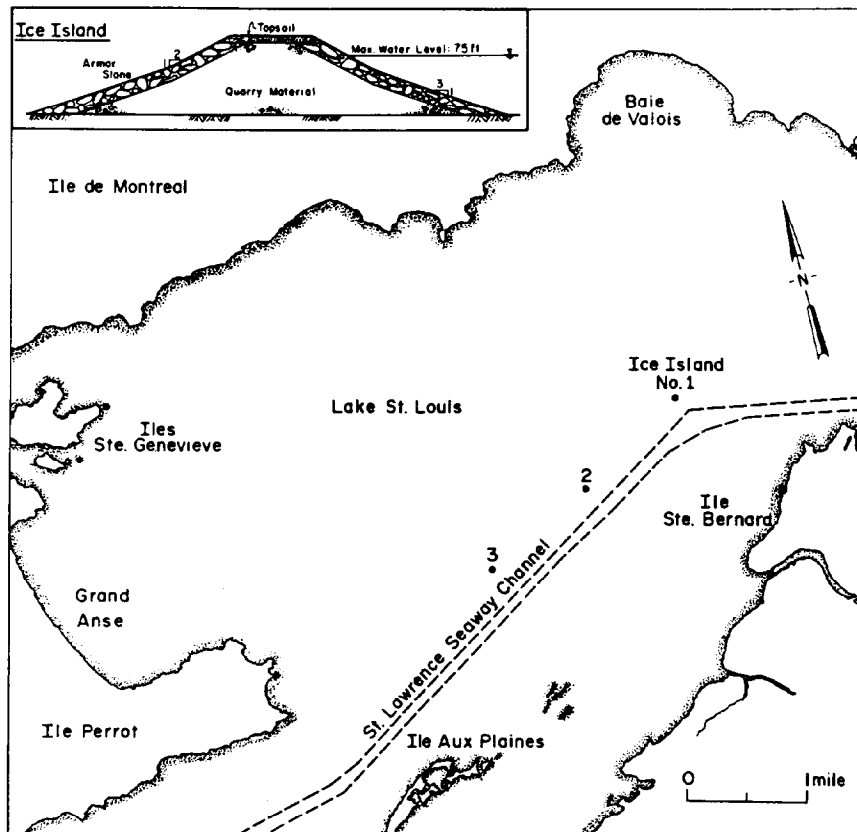 Ice Island
Topsoil
Max. Water Level: 75 ft
2
Armor
Stone
3
1
Quarry Material
Baie
de Valois
Ile de Montreal
N
Ice Island
No. 1
Lake St. Louis
Iles
Ste. Genevieve
2
Ile
Ste. Bernard
3
Grand
Anse
St. Lawrence Seaway Channel
Ile Perrot
Ile Aux Plaines
0 1 mile